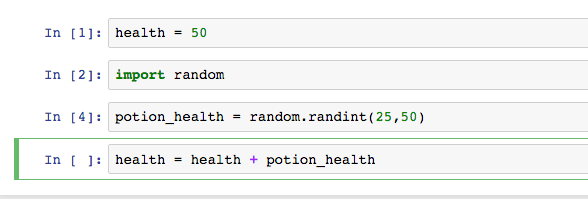 In [1]: health = 50
In [2]: import random
In [4]: potion_health = random.randint(25,50)
In [ ]: health = health + potion_health